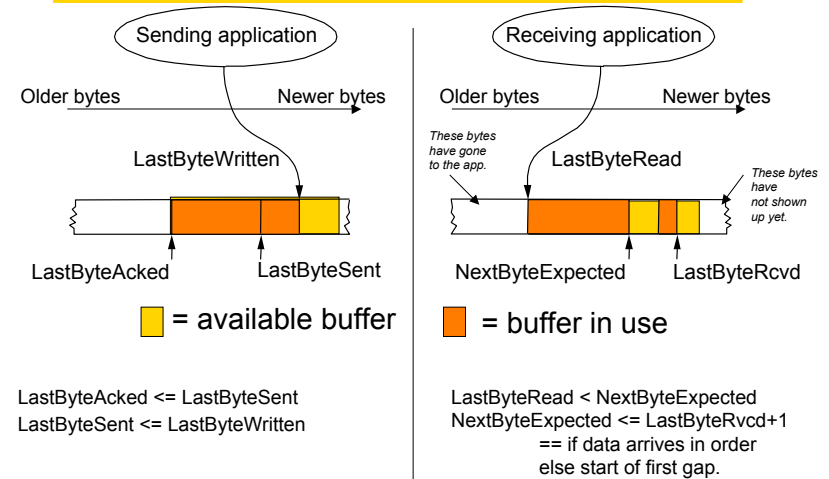 Sending application
Older bytes
Newer bytes
LastByteWritten
LastByteAcked
LastByteSent
= available buffer
LastByteAcked <= LastByteSent
LastByteSent <= LastByteWritten
Receiving application
Older bytes
Newer bytes
These bytes
have gone
to the app.
LastByteRead
These bytes
have
not shown
up yet.
NextByteExpected
LastByteRcvd
= buffer in use
LastByteRead < NextByteExpected
NextByteExpected <= LastByteRvcd+1
== if data arrives in order
else start of first gap.